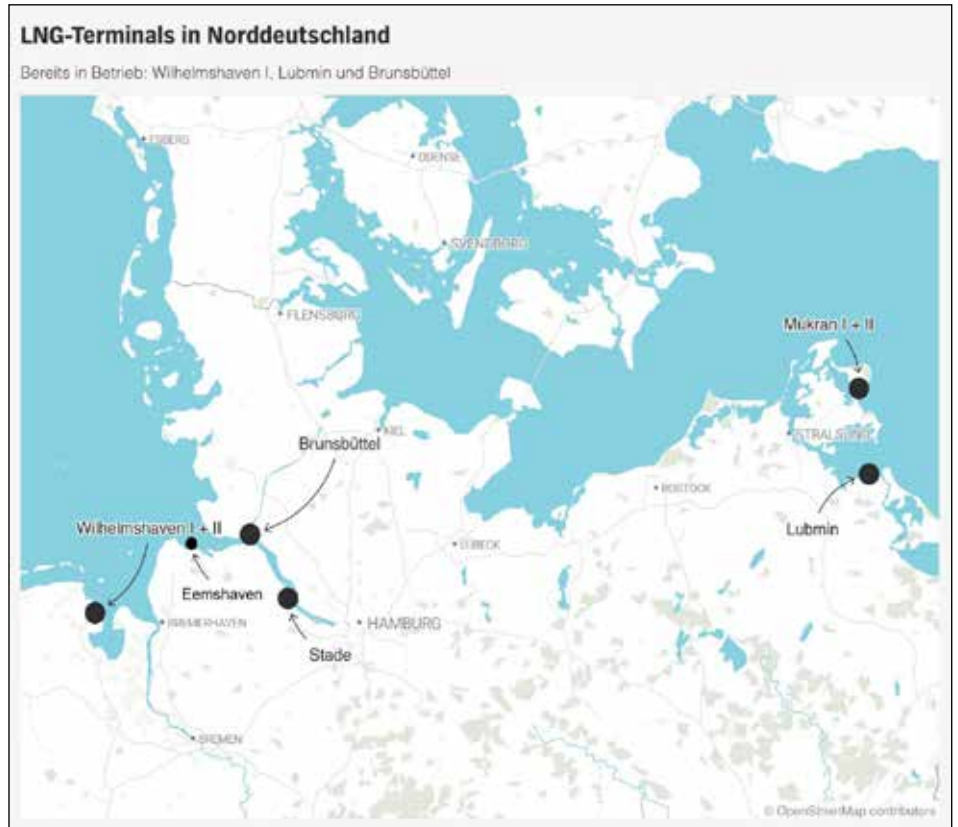 LNG-Terminals in Norddeutschland
Bereits in Betrieb: Wilhelmshaven I, Lubmin und Brunsbüttel
ESBERG
ODENSE
SVENDBORG
FLENSBURG
Mukran I + II
KIEL
STRALSUND
Brunsbüttel
ROSTOCK
Wilhelmshaven I + II
Lubmin
LÜBECK
Eemshaven
BREMERHAVEN
HAMBURG
Stade
BREMEN
© OpenStreetMap contributors